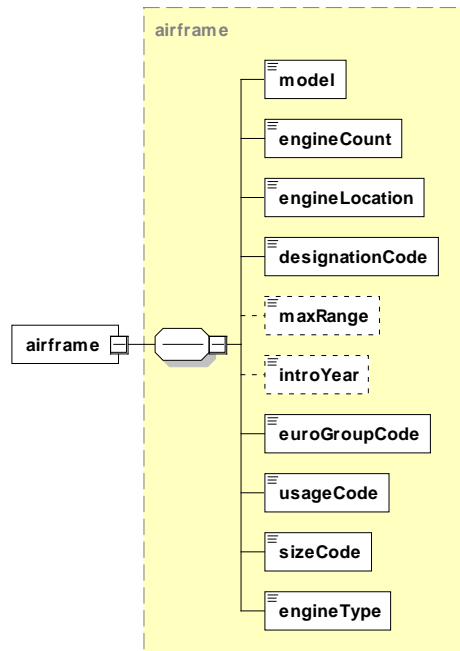 airframe
model
engineCount
engineLocation
designationCode
maxRange
airframe
introYear
euroGroupCode
usageCode
sizeCode
engineType